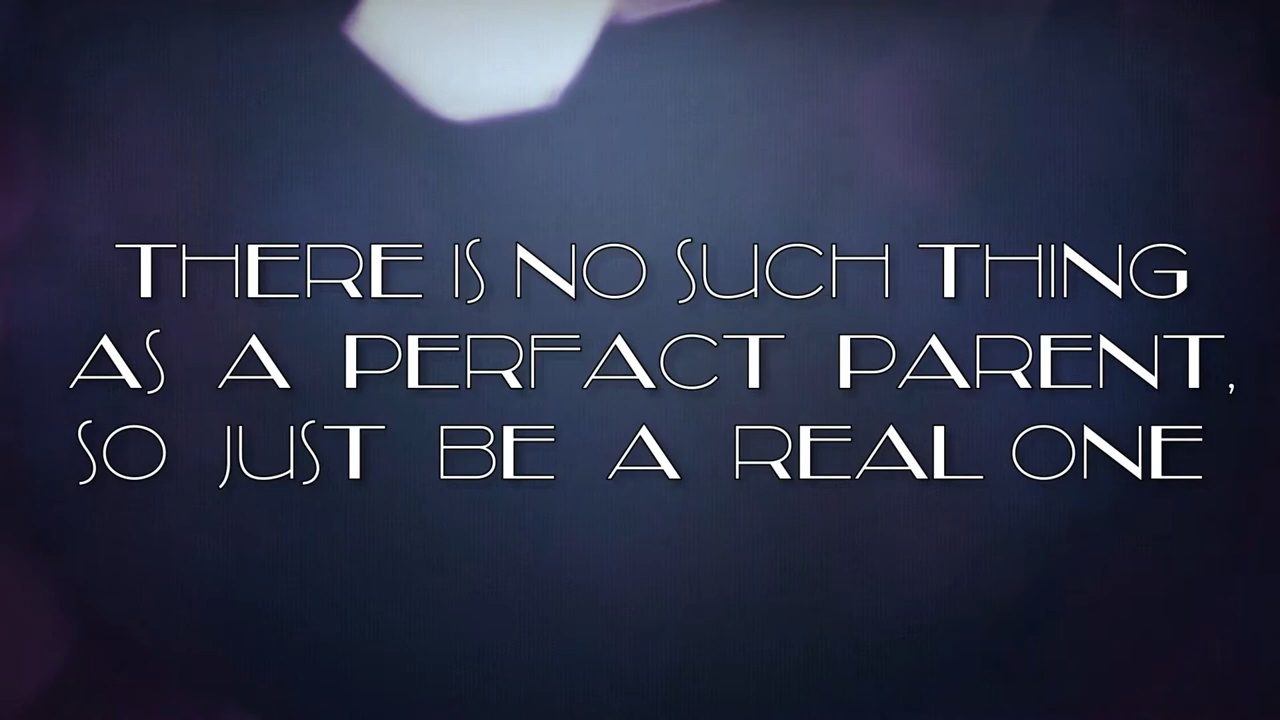 THERE IS NO SUCH THING
AS A PERFACT PARENT,
SO JUST BE A REAL ONE